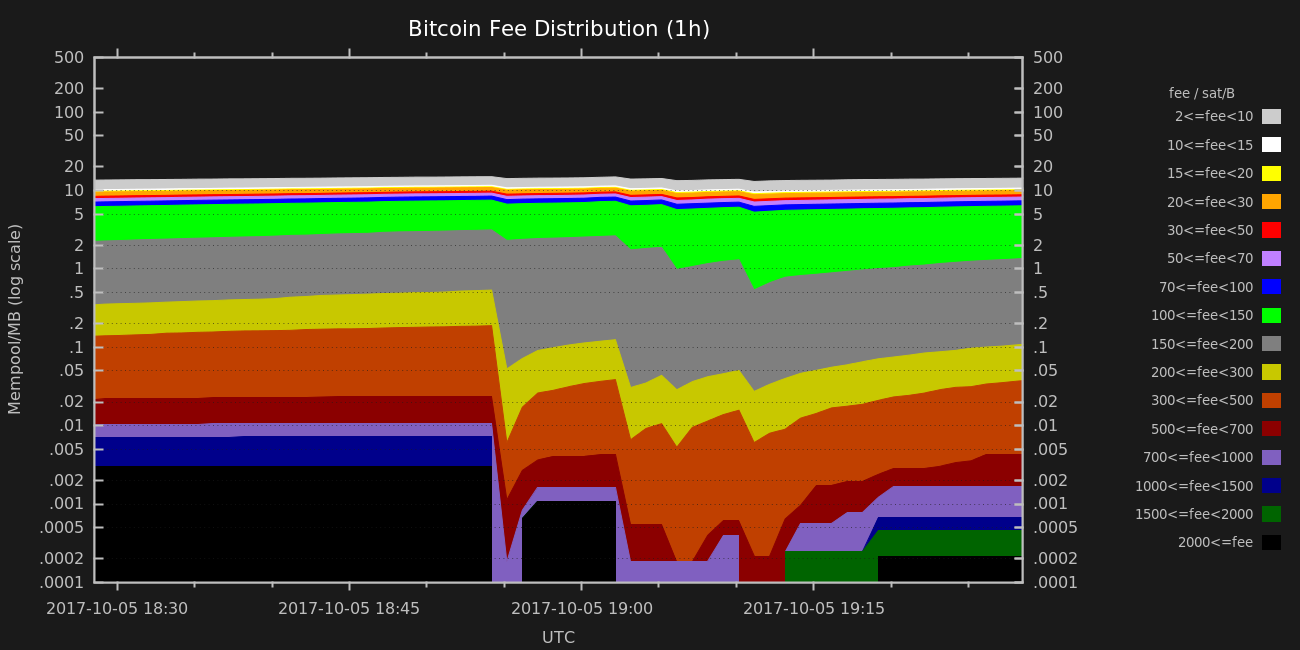 Bitcoin Fee Distribution (1h)
500
200
100
50
20
10
5
2
1
.5
.2
.1
.05
.02
.01
.005
.002
.001
.0005
.0002
.0001
Mempool/MB (log scale)
500
200
100
50
20
10
5
2
1
.5
.2
.1
.05
.02
.01
.005
.002
.001
.0005
.0002
.0001
2017-10-05 18:30
2017-10-05 18:45
2017-10-05 19:00
2017-10-05 19:15
UTC
fee / sat/B
2<=fee<10
10<=fee<15
15<=fee<20
20<=fee<30
30<=fee<50
50<=fee<70
70<=fee<100
100<=fee<150
150<=fee<200
200<=fee<300
300<=fee<500
500<=fee<700
700<=fee<1000
1000<=fee<1500
1500<=fee<2000
2000<=fee